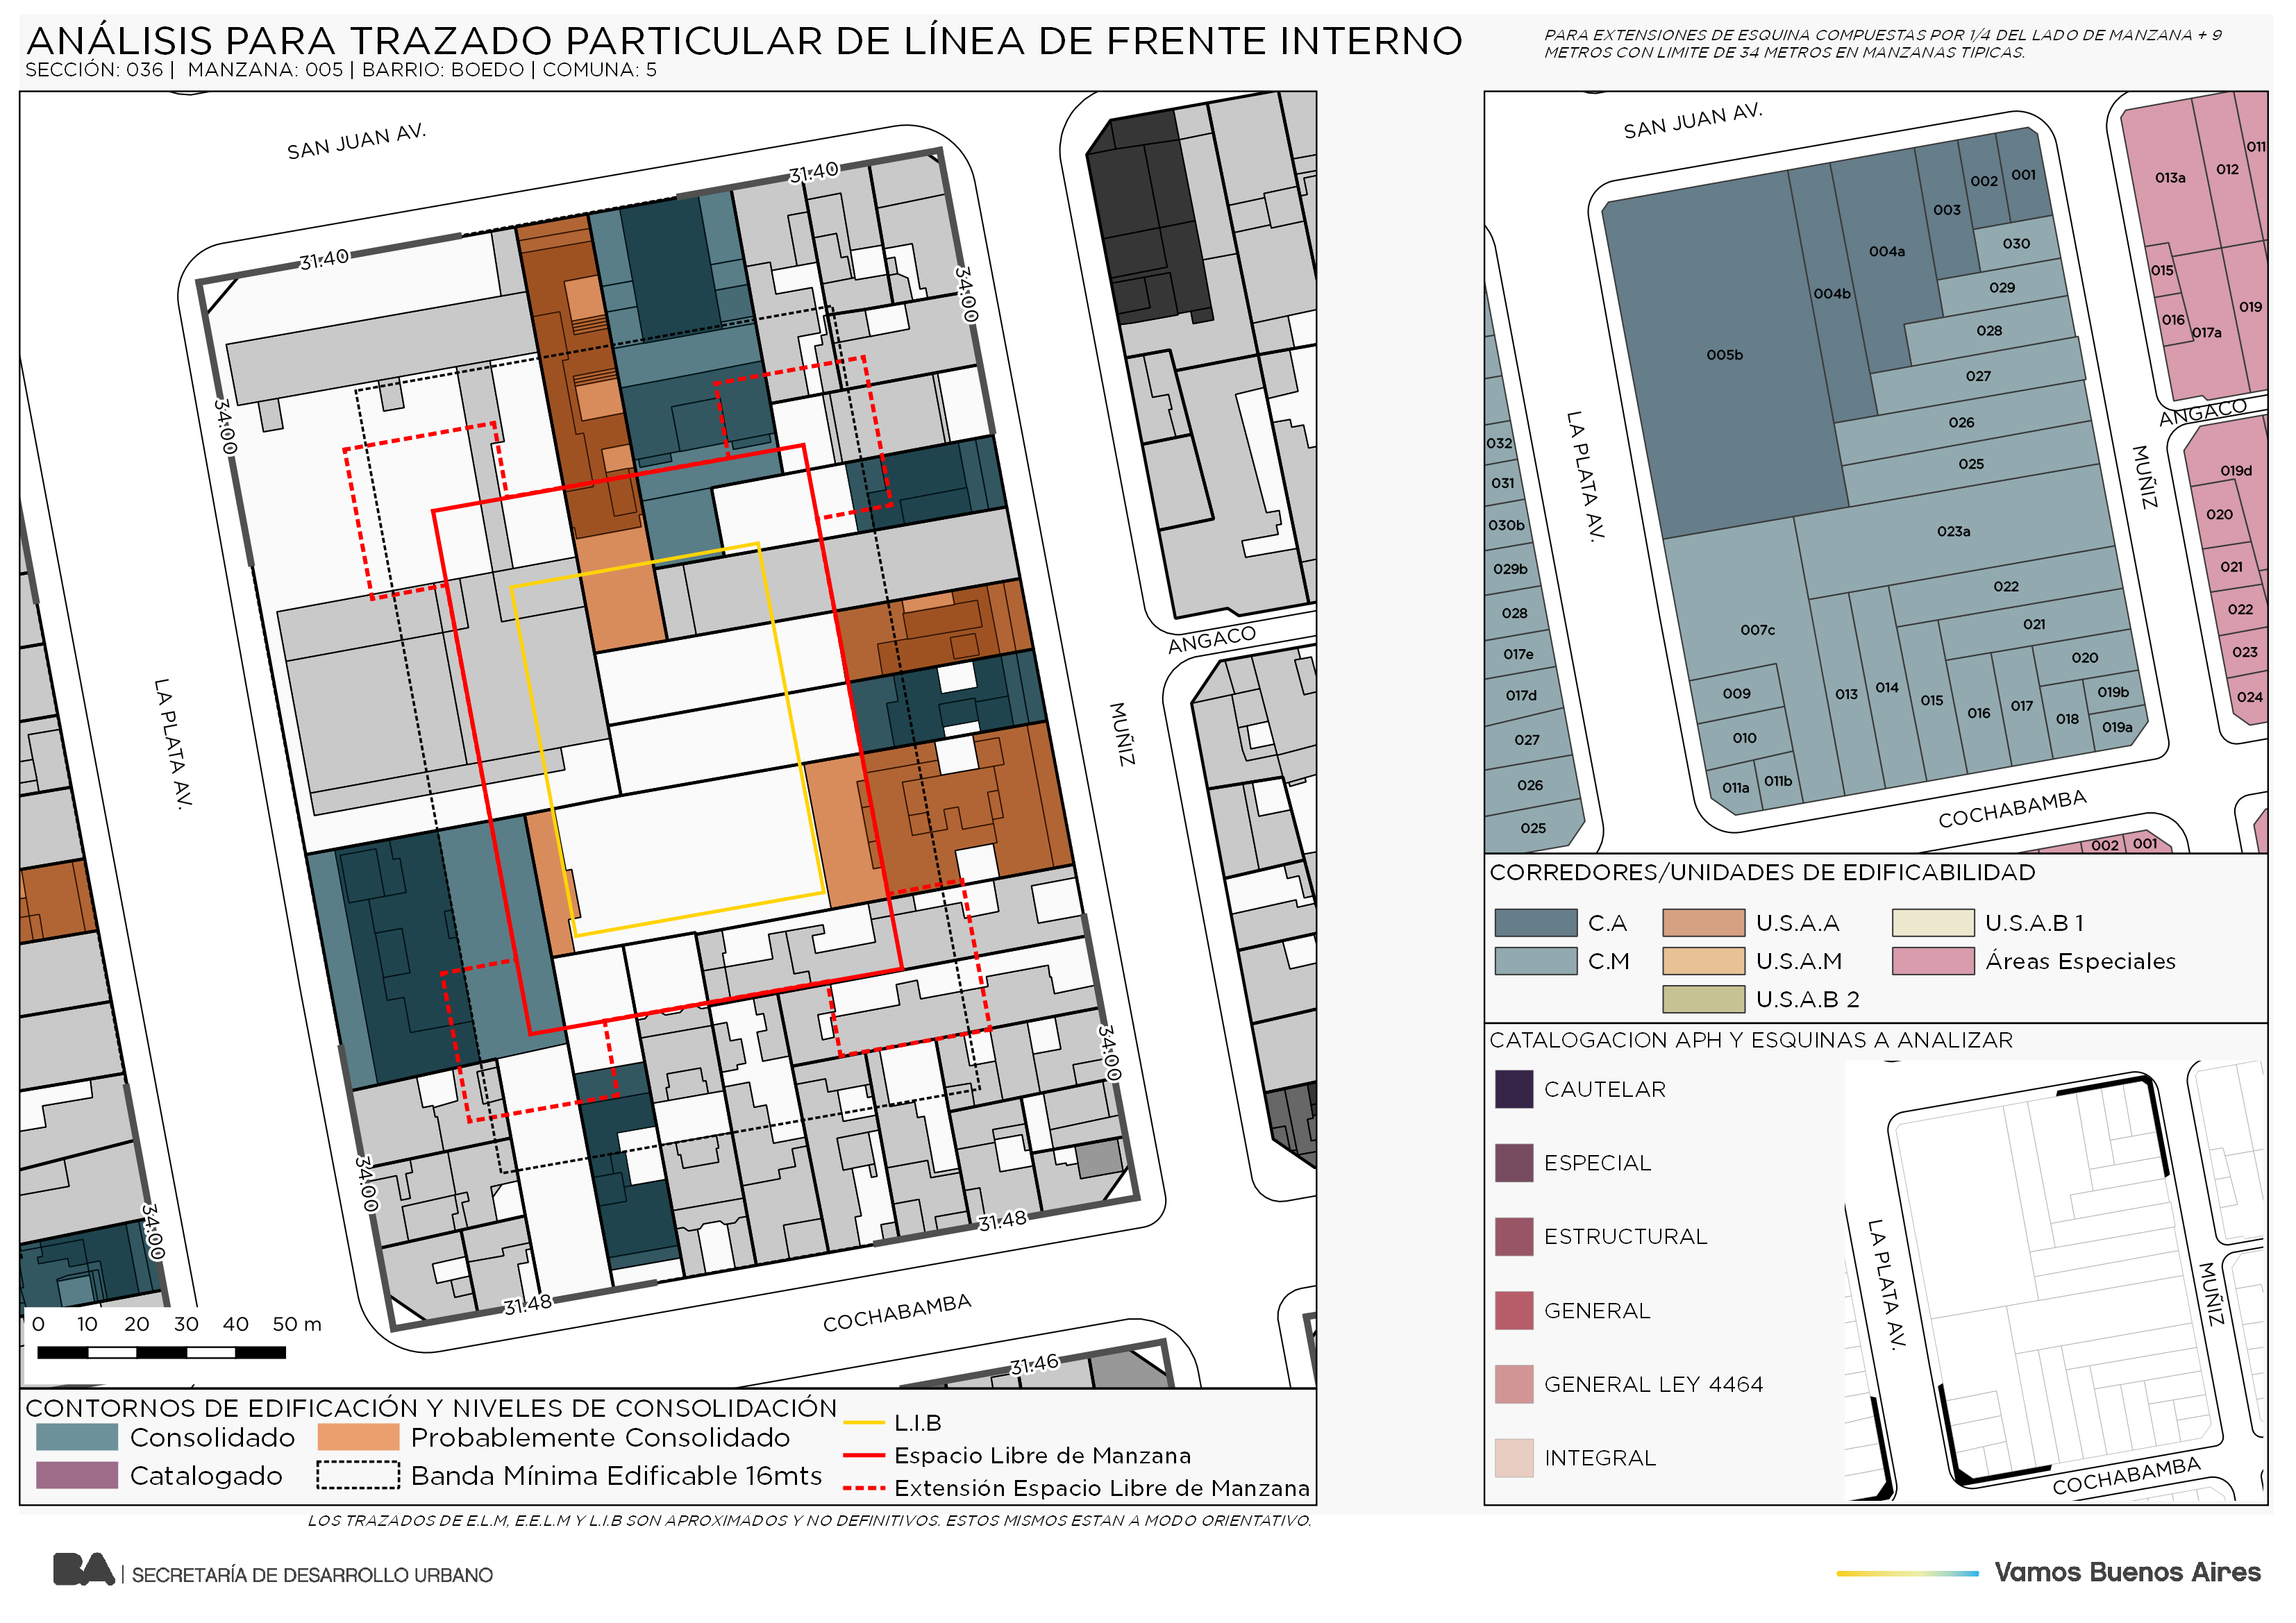 ANÁLISIS PARA TRAZADO PARTICULAR DE LÍNEA DE FRENTE INTERNO
SECCIÓN: 036 | MANZANA: 005 | BARRIO: BOEDO | COMUNA: 5
PARA EXTENSIONES DE ESQUINA COMPUESTAS POR 1/4 DEL LADO DE MANZANA + 9
METROS CON LIMITE DE 34 METROS EN MANZANAS TIPICAS.
SAN JUAN AV.
31.40
31.40
34.00
34.00
LA PLATA AV.
ANGACO
MUÑIZ
34.00
34.00
34.00
31.48
31.48
COCHABAMBA
31.46
0 10 20 30 40 50 m
CONTORNOS DE EDIFICACIÓN Y NIVELES DE CONSOLIDACIÓN
Consolidado
Probablemente Consolidado
Catalogado
Banda Mínima Edificable 16mts
L.I.B
Espacio Libre de Manzana
Extensión Espacio Libre de Manzana
LOS TRAZADOS DE E.L.M, E.E.L.M Y L.I.B SON APROXIMADOS Y NO DEFINITIVOS. ESTOS MISMOS ESTAN A MODO ORIENTATIVO.
SAN JUAN AV.
LA PLATA AV.
MUÑIZ
ANGACO
COCHABAMBA
001
002
003
004a
004b
005b
030
029
028
027
026
025
023a
022
021
020
019b
019a
018
017
016
015
014
013
007c
009
010
011a
011b
032
031
030b
029b
028
017e
017d
027
026
025
013a
012
011
015
016
017a
019
019d
020
021
022
023
024
002
001
CORREDORES/UNIDADES DE EDIFICABILIDAD
C.A
U.S.A.A
U.S.A.B 1
C.M
U.S.A.M
Áreas Especiales
U.S.A.B 2
CATALOGACION APH Y ESQUINAS A ANALIZAR
CAUTELAR
ESPECIAL
ESTRUCTURAL
GENERAL
GENERAL LEY 4464
INTEGRAL
LA PLATA AV.
MUÑIZ
COCHABAMBA
BA | SECRETARÍA DE DESARROLLO URBANO
Vamos Buenos Aires